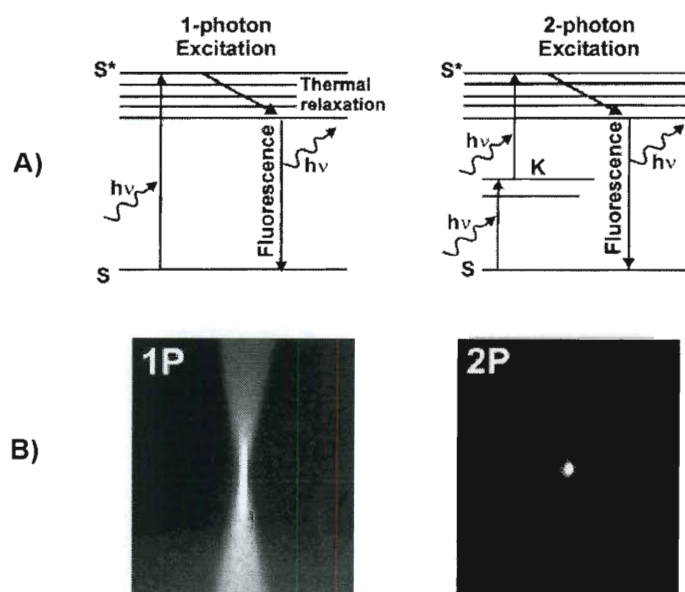 1-photon
Excitation
2-photon
Excitation
A)
S*
Thermal
relaxation
hν
hν
Fluorescence
S
S*
hν
K
hν
hν
Fluorescence
S
B)
1P
2P